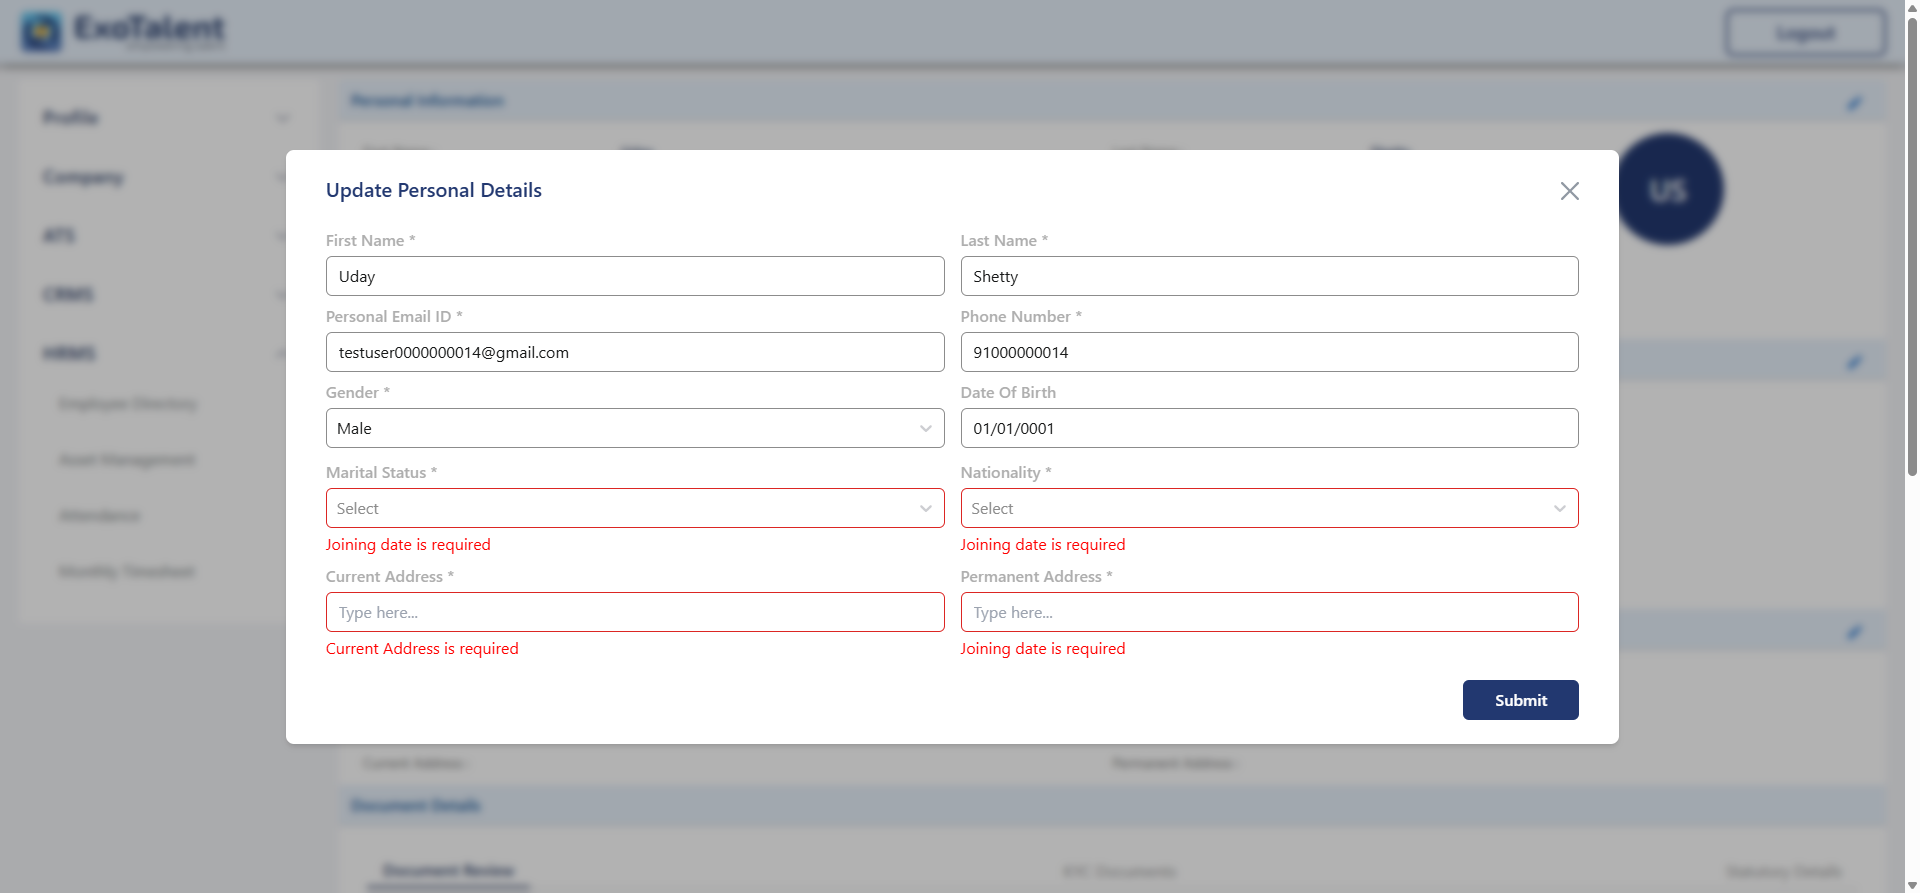 ExoTalent
Logout
Profile
Company
ATS
CRMS
HRMS
Employee Directory
Asset Management
Attendance
Monthly Timesheet
Personal Information
US
Update Personal Details
First Name *
Last Name *
Uday
Shetty
Personal Email ID *
Phone Number *
testuser0000000014@gmail.com
91000000014
Gender *
Date Of Birth
Male
01/01/0001
Marital Status *
Nationality *
Select
Select
Joining date is required
Joining date is required
Current Address *
Permanent Address *
Type here...
Type here...
Current Address is required
Joining date is required
Submit
Current Address :
Permanent Address :
Document Details
Document Review
KYC Documents
Statutory Details